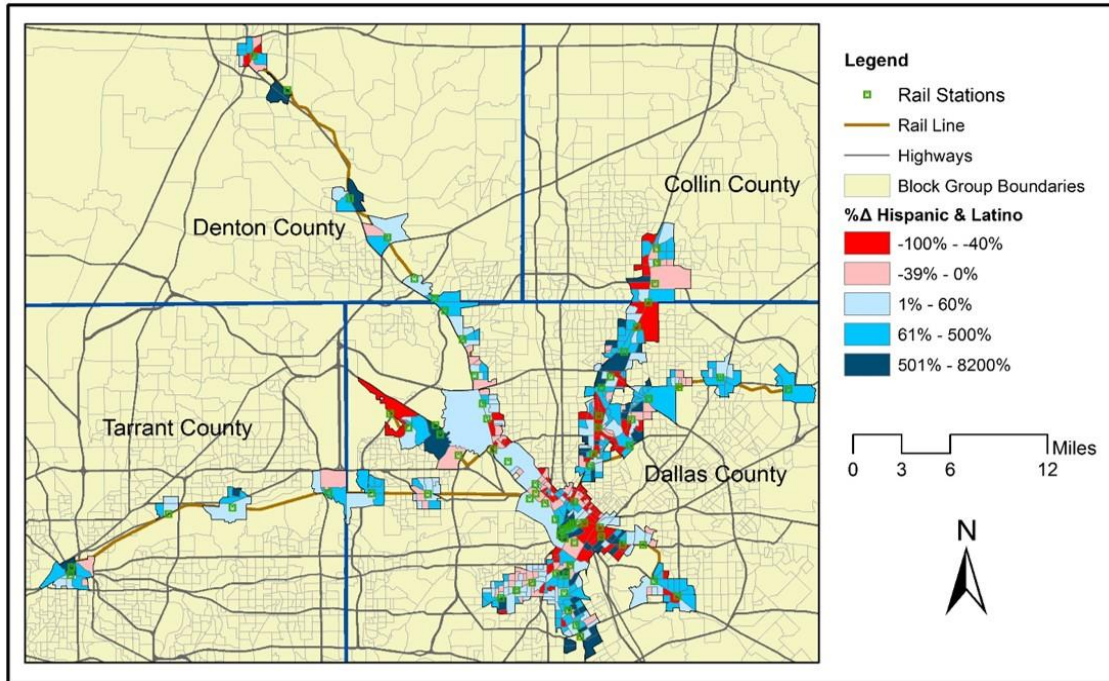 Collin County
Denton County
Tarrant County
Dallas County
Legend
Rail Stations
Rail Line
Highways
Block Group Boundaries
%Δ Hispanic & Latino
-100% - -40%
-39% - 0%
1% - 60%
61% - 500%
501% - 8200%
Miles
0 3 6 12
N